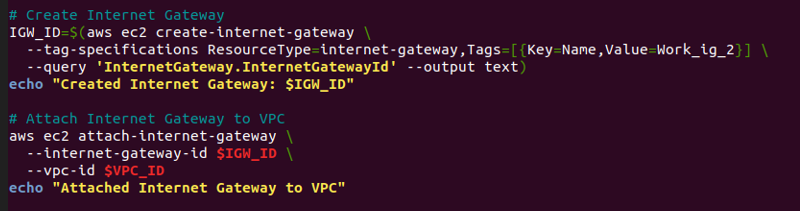 # Create Internet Gateway
IGW_ID=$(aws ec2 create-internet-gateway \
  --tag-specifications ResourceType=internet-gateway,Tags=[{Key=Name,Value=Work_ig_2}] \
  --query 'InternetGateway.InternetGatewayId' --output text)
echo "Created Internet Gateway: $IGW_ID"

# Attach Internet Gateway to VPC
aws ec2 attach-internet-gateway \
  --internet-gateway-id $IGW_ID \
  --vpc-id $VPC_ID
echo "Attached Internet Gateway to VPC"